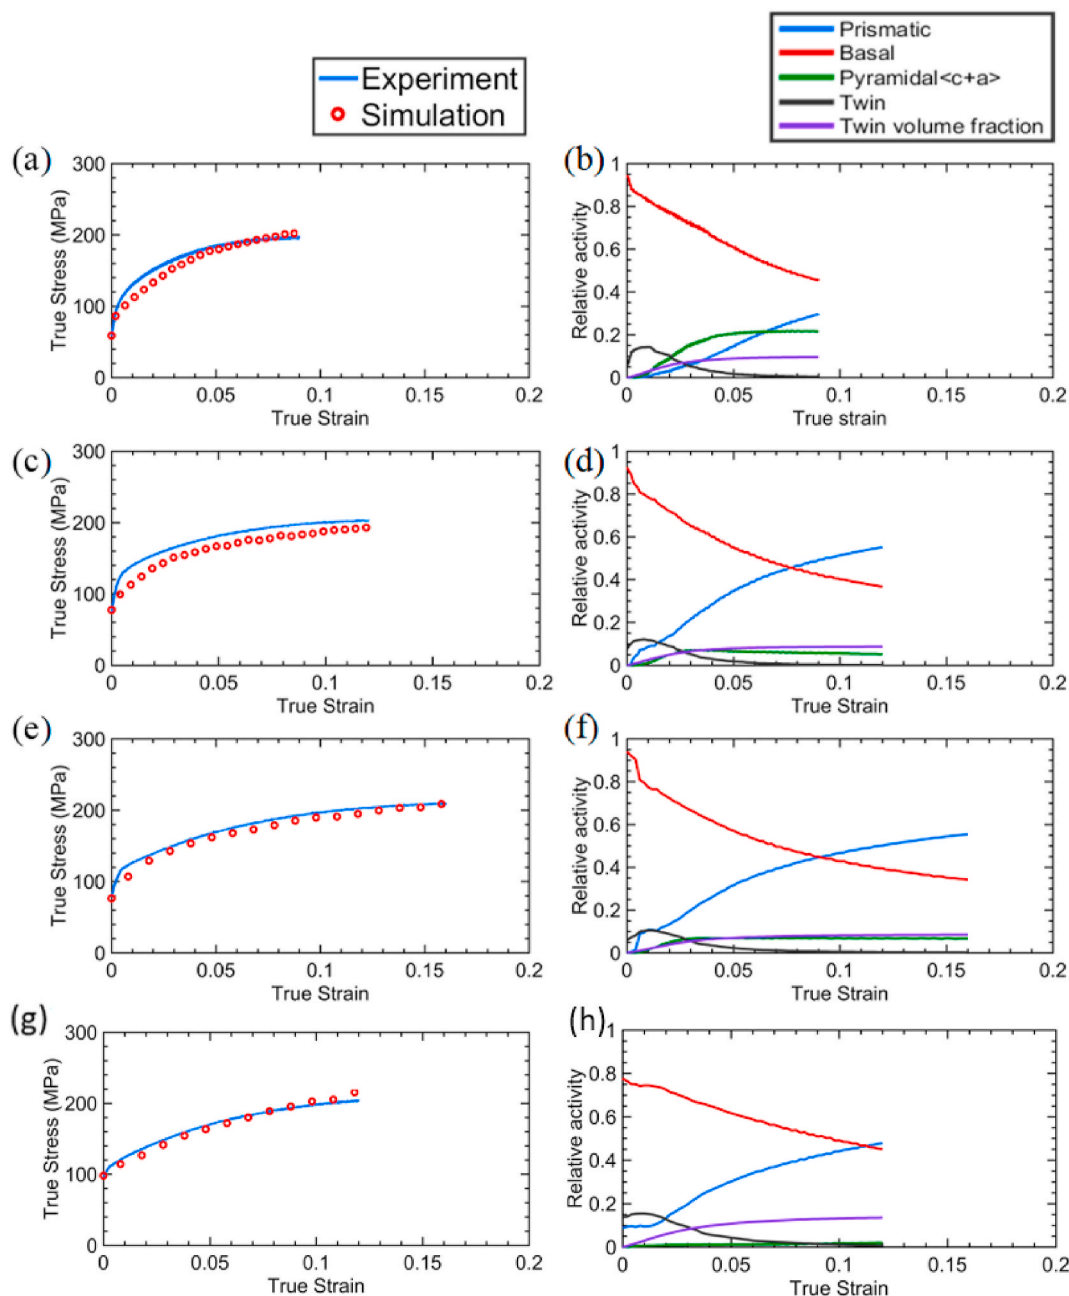 Experiment
Simulation
Prismatic
Basal
Pyramidal<c+a>
Twin
Twin volume fraction
(a)
True Stress (MPa)
300
200
100
0
0 0.05 0.1 0.15 0.2
True Strain
(b)
Relative activity
1
0.8
0.6
0.4
0.2
0
0 0.05 0.1 0.15 0.2
True strain
(c)
True Stress (MPa)
300
200
100
0
0 0.05 0.1 0.15 0.2
True Strain
(d)
Relative activity
1
0.8
0.6
0.4
0.2
0
0 0.05 0.1 0.15 0.2
True Strain
(e)
True Stress (MPa)
300
200
100
0
0 0.05 0.1 0.15 0.2
True Strain
(f)
Relative activity
1
0.8
0.6
0.4
0.2
0
0 0.05 0.1 0.15 0.2
True Strain
(g)
True Stress (MPa)
300
200
100
0
0 0.05 0.1 0.15 0.2
True Strain
(h)
Relative activity
1
0.8
0.6
0.4
0.2
0
0 0.05 0.1 0.15 0.2
True Strain